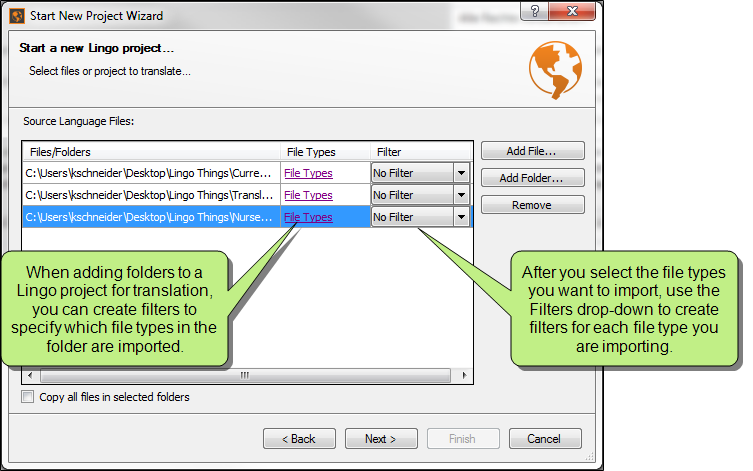 Start New Project Wizard
Start a new Lingo project...
Select files or project to translate...
Source Language Files:
Files/Folders File Types Filter
C:\Users\kschneider\Desktop\Lingo Things\Curre... File Types No Filter
C:\Users\kschneider\Desktop\Lingo Things\Transl... File Types No Filter
C:\Users\kschneider\Desktop\Lingo Things\Nurse... File Types No Filter
Add File...
Add Folder...
Remove
When adding folders to a
Lingo project for translation,
you can create filters to
specify which file types in the
folder are imported.
After you select the file types
you want to import, use the
Filters drop-down to create
filters for each file type you
are importing.
Copy all files in selected folders
< Back Next > Finish Cancel